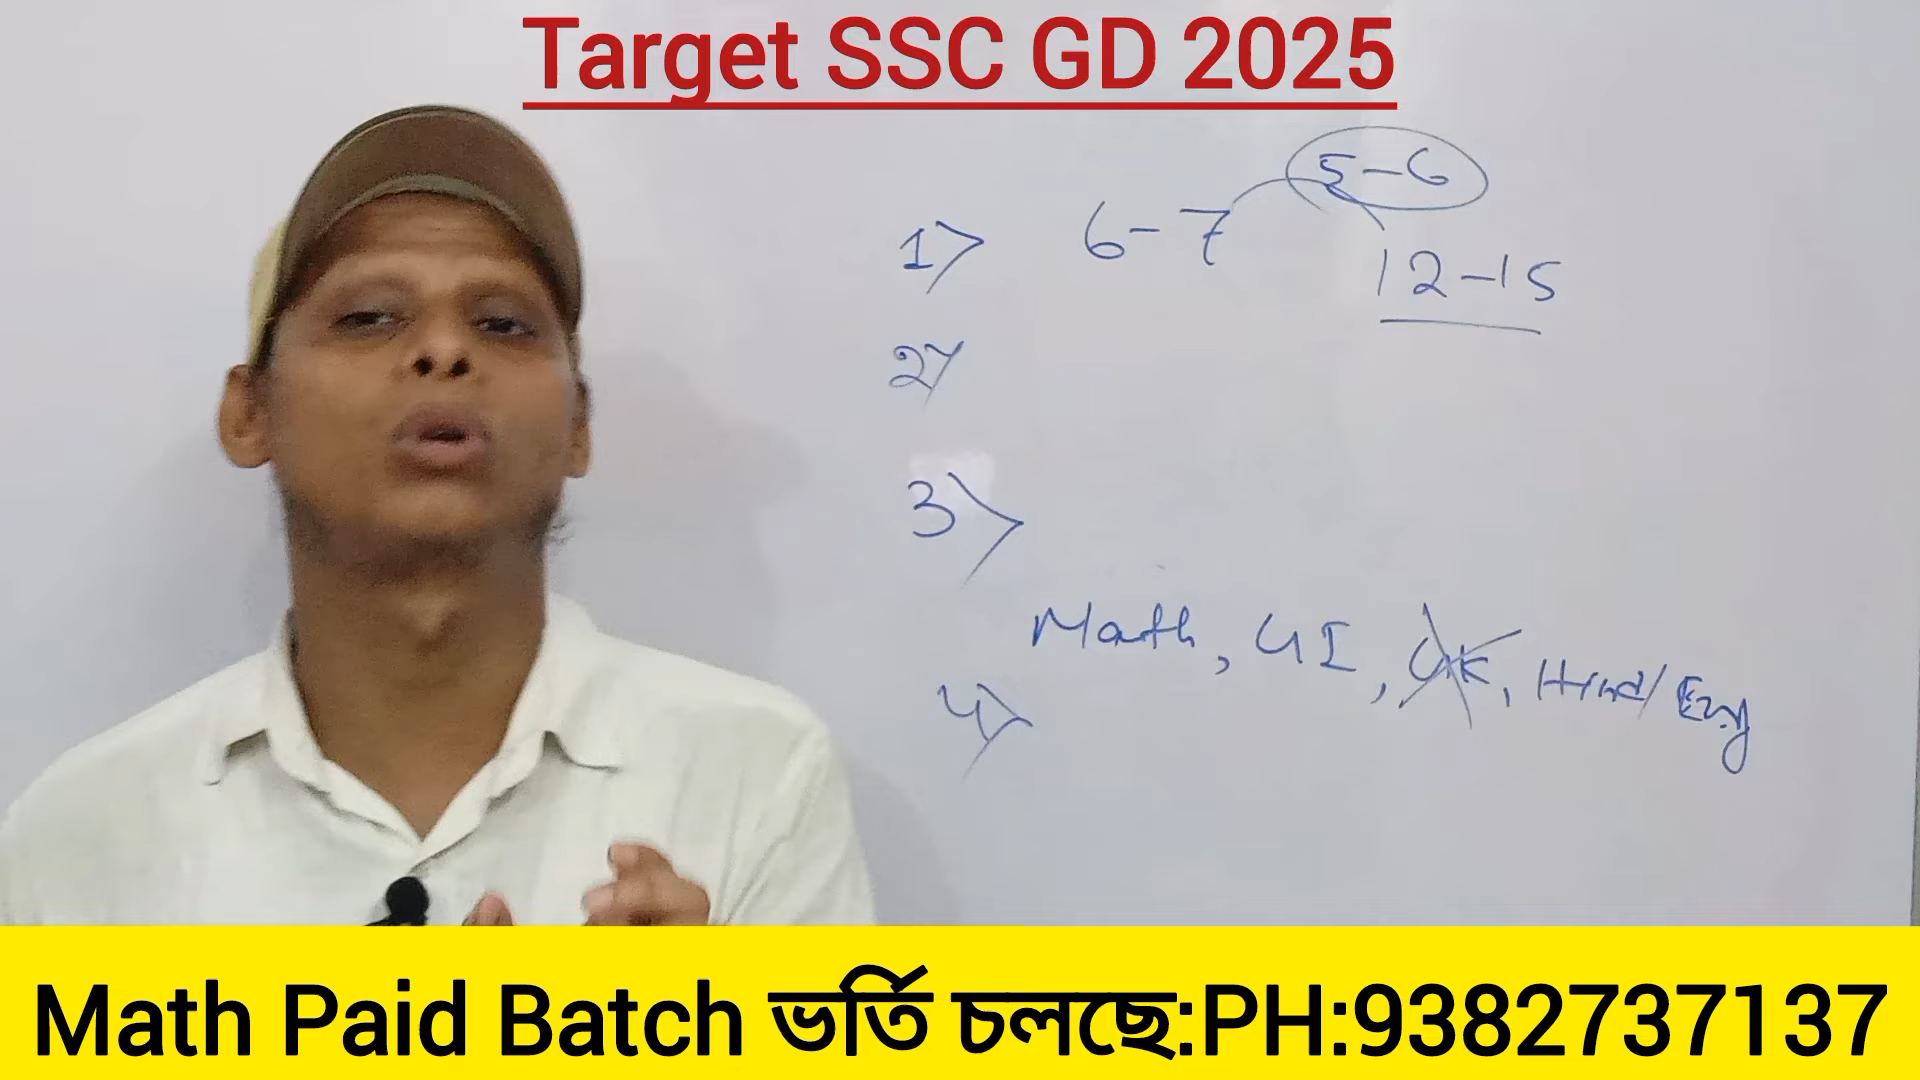 Target SSC GD 2025
5-6
1> 6-7
12-15
2>
3>
Math, GI, GK, Hind/Eng
4>
Math Paid Batch ভর্তি চলছে:PH:9382737137